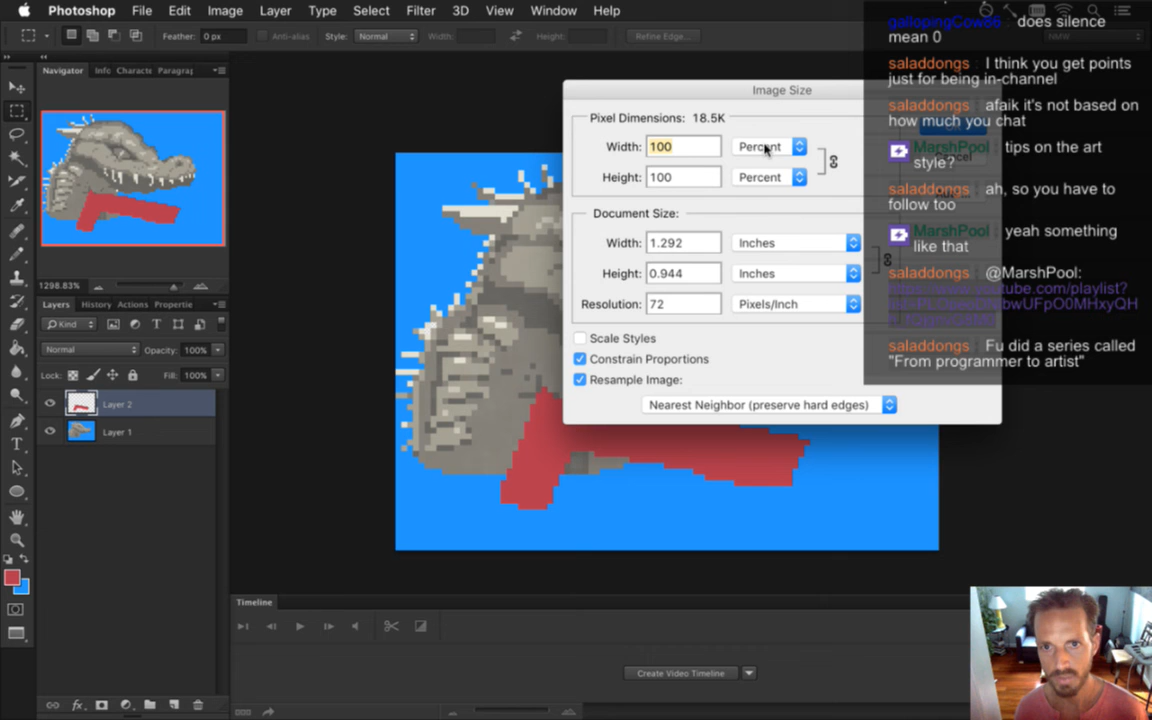 Photoshop File Edit Image Layer Type Select Filter 3D View Window Help
Feather: 0 px Anti-alias Style: Normal Width: Height: Refine Edge...
Navigator Info Characte Paragraj
1298.83%
Layers History Actions Propertie
Kind
Normal Opacity: 100%
Lock: Fill: 100%
Layer 2
Layer 1
Image Size
Pixel Dimensions: 18.5K
Width: 100 Percent
Height: 100 Percent
Document Size:
Width: 1.292 Inches
Height: 0.944 Inches
Resolution: 72 Pixels/Inch
Scale Styles
Constrain Proportions
Resample Image:
Nearest Neighbor (preserve hard edges)
Cancel
gallopingCow86 does silence
mean 0
saladdongs I think you get points
just for being in-channel
saladdongs afaik it's not based on
how much you chat
MarshPool tips on the art
style?
saladdongs ah, so you have to
follow too
MarshPool yeah something
like that
saladdongs @MarshPool:
https://www.youtube.com/playlist?
saladdongs Fu did a series called
"From programmer to artist"
Timeline
Create Video Timeline